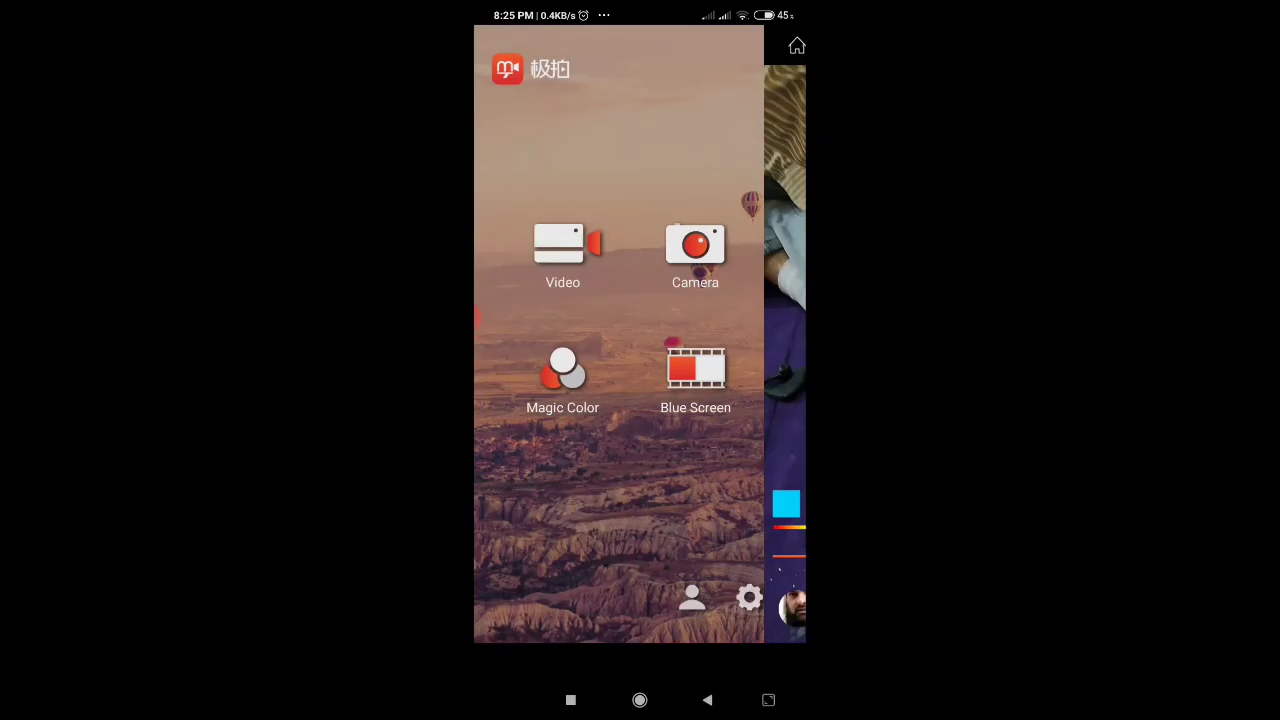 8:25 PM | 0.4KB/s ... 45%
极拍
Video Camera
Magic Color Blue Screen